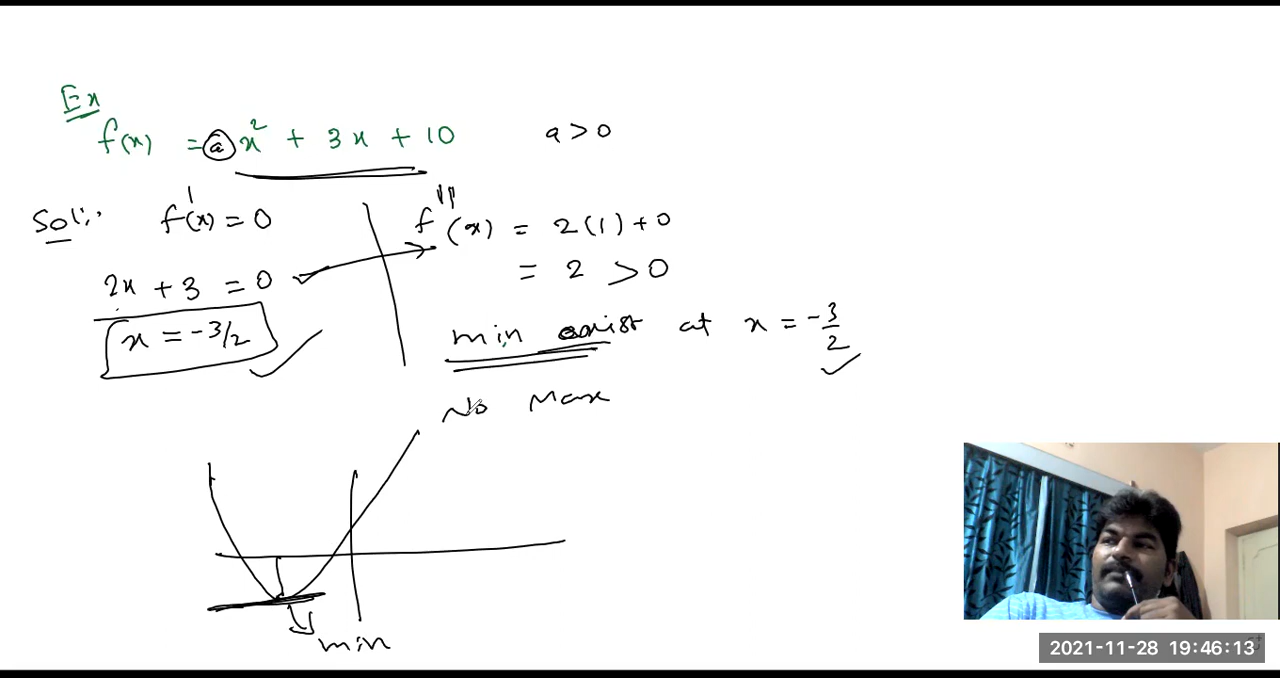 Ex
f(x) = a x² + 3x + 10    a > 0
Sol:.  f'(x) = 0
2x + 3 = 0
x = -3/2
f''(x) = 2(1) + 0
= 2 > 0
min exist at x = -3/2
No Max
min
2021-11-28 19:46:13